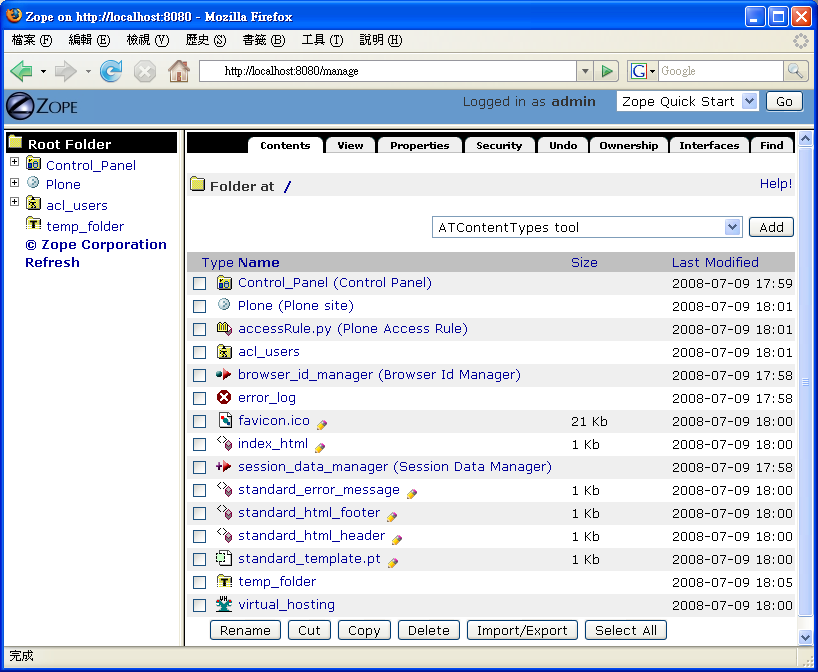 Zope on http://localhost:8080 - Mozilla Firefox
檔案 (F) 編輯 (E) 檢視 (V) 歷史 (S) 書籤 (B) 工具 (T) 說明 (H)
http://localhost:8080/manage G Google
ZOPE Logged in as admin Zope Quick Start Go
Root Folder
Control_Panel
Plone
acl_users
temp_folder
© Zope Corporation
Refresh
Contents View Properties Security Undo Ownership Interfaces Find
Folder at / Help!
ATContentTypes tool Add
Type Name Size Last Modified
Control_Panel (Control Panel) 2008-07-09 17:59
Plone (Plone site) 2008-07-09 18:01
accessRule.py (Plone Access Rule) 2008-07-09 18:01
acl_users 2008-07-09 18:01
browser_id_manager (Browser Id Manager) 2008-07-09 17:58
error_log 2008-07-09 17:58
favicon.ico 21 Kb 2008-07-09 18:00
index_html 1 Kb 2008-07-09 18:00
session_data_manager (Session Data Manager) 2008-07-09 17:58
standard_error_message 1 Kb 2008-07-09 18:00
standard_html_footer 1 Kb 2008-07-09 18:00
standard_html_header 1 Kb 2008-07-09 18:00
standard_template.pt 1 Kb 2008-07-09 18:00
temp_folder 2008-07-09 18:05
virtual_hosting 2008-07-09 18:00
Rename Cut Copy Delete Import/Export Select All
完成